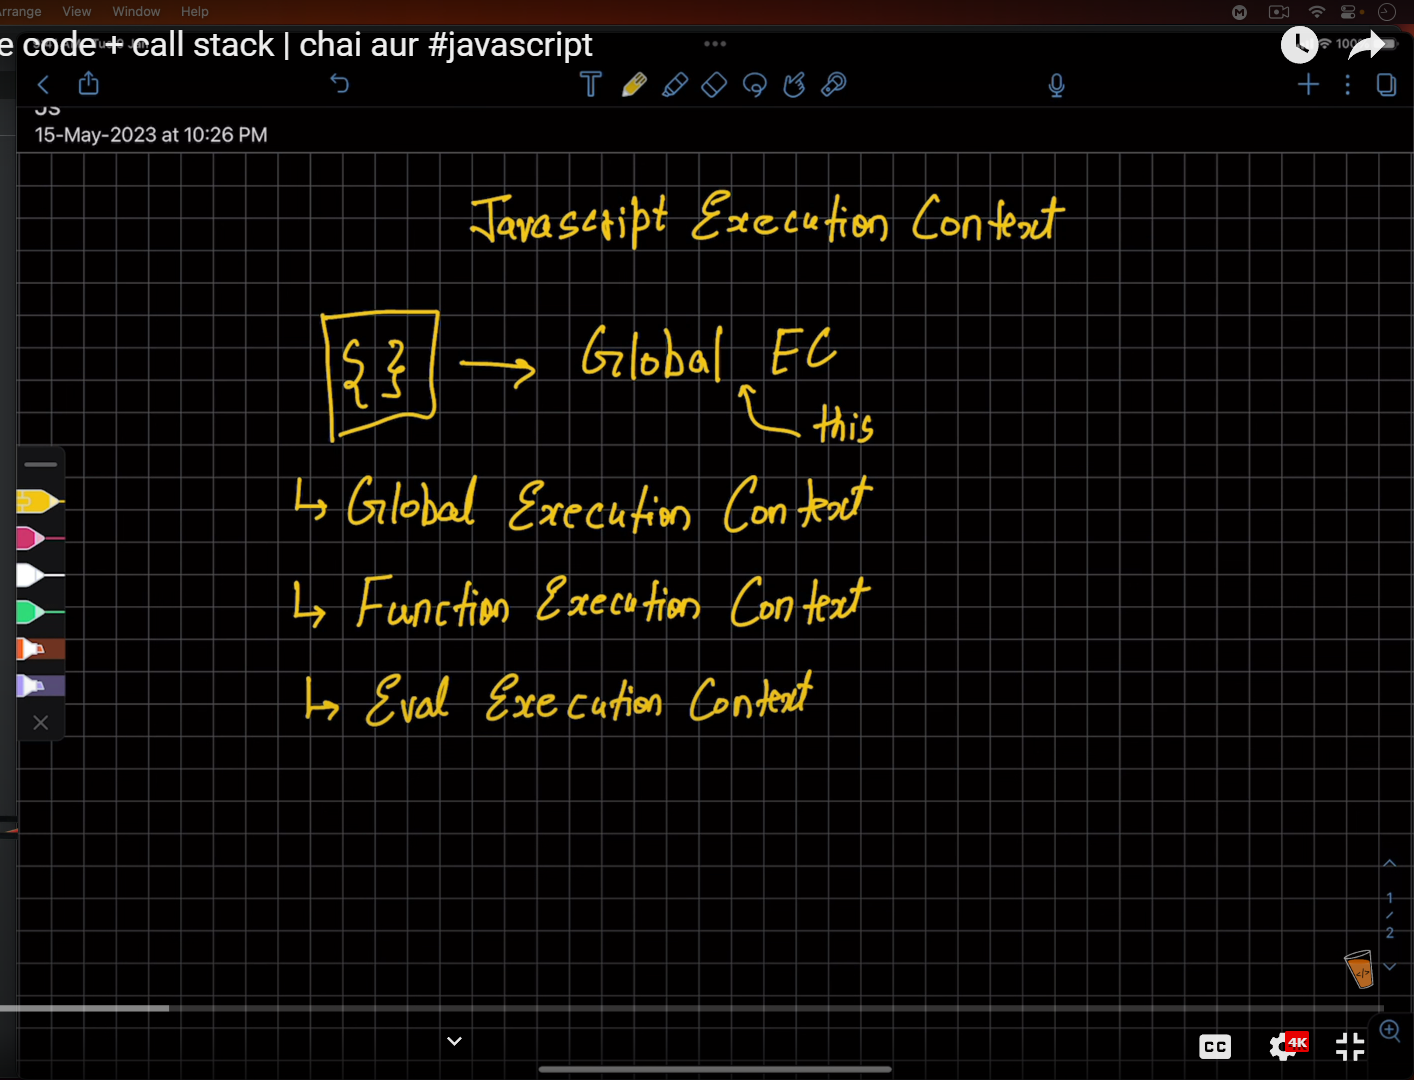 rrange View Window Help
e code + call stack | chai aur #javascript
100%
JS
15-May-2023 at 10:26 PM
Javascript Execution Context
{ } → Global EC
this
↳ Global Execution Context
↳ Function Execution Context
↳ Eval Execution Context
1
/
2
</>
CC
4K